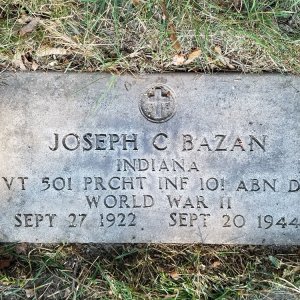 JOSEPH C BAZAN
INDIANA
VT 501 PRCHT INF 101 ABN D
WORLD WAR II
SEPT 27 1922 SEPT 20 1944